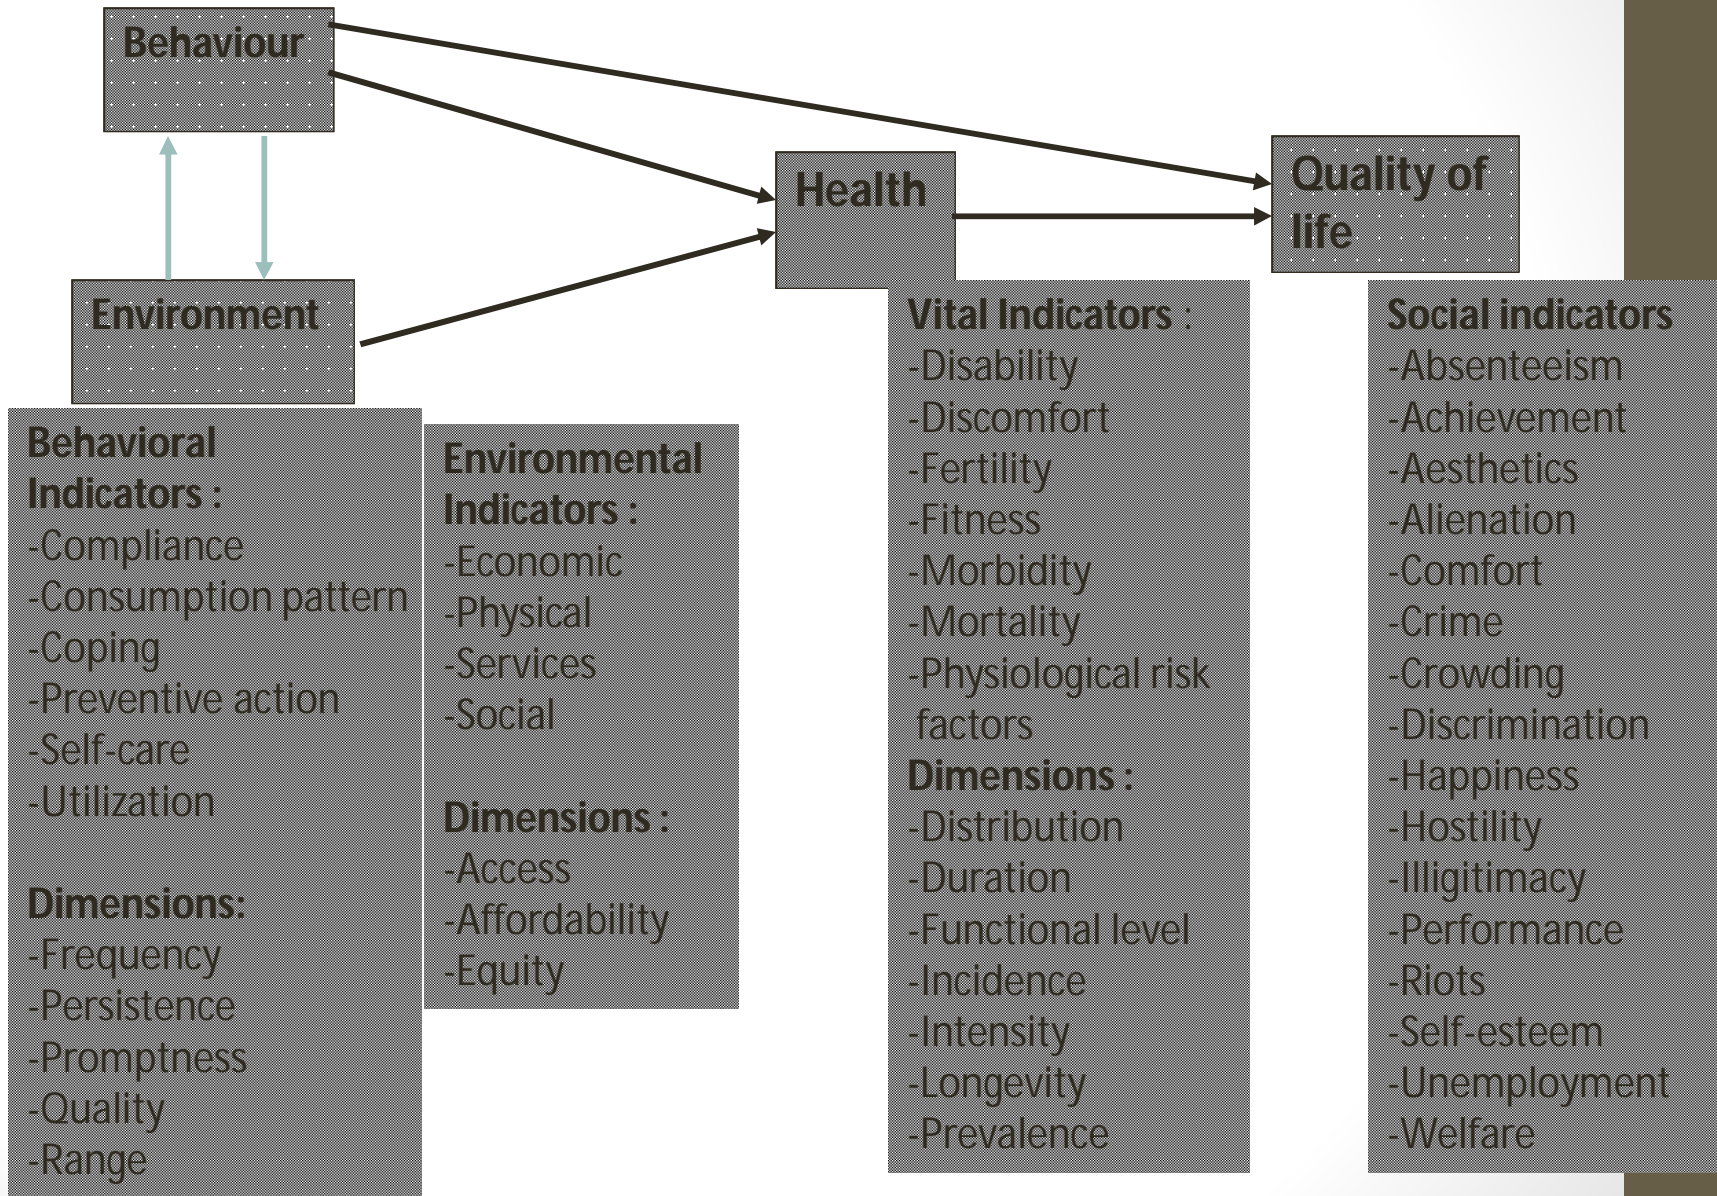 Behaviour
Health
Quality of
life
Environment
Behavioral
Indicators :
-Compliance
-Consumption pattern
-Coping
-Preventive action
-Self-care
-Utilization
Dimensions:
-Frequency
-Persistence
-Promptness
-Quality
-Range
Environmental
Indicators :
-Economic
-Physical
-Services
-Social
Dimensions :
-Access
-Affordability
-Equity
Vital Indicators :
-Disability
-Discomfort
-Fertility
-Fitness
-Morbidity
-Mortality
-Physiological risk
factors
Dimensions :
-Distribution
-Duration
-Functional level
-Incidence
-Intensity
-Longevity
-Prevalence
Social indicators
-Absenteeism
-Achievement
-Aesthetics
-Alienation
-Comfort
-Crime
-Crowding
-Discrimination
-Happiness
-Hostility
-Illigitimacy
-Performance
-Riots
-Self-esteem
-Unemployment
-Welfare